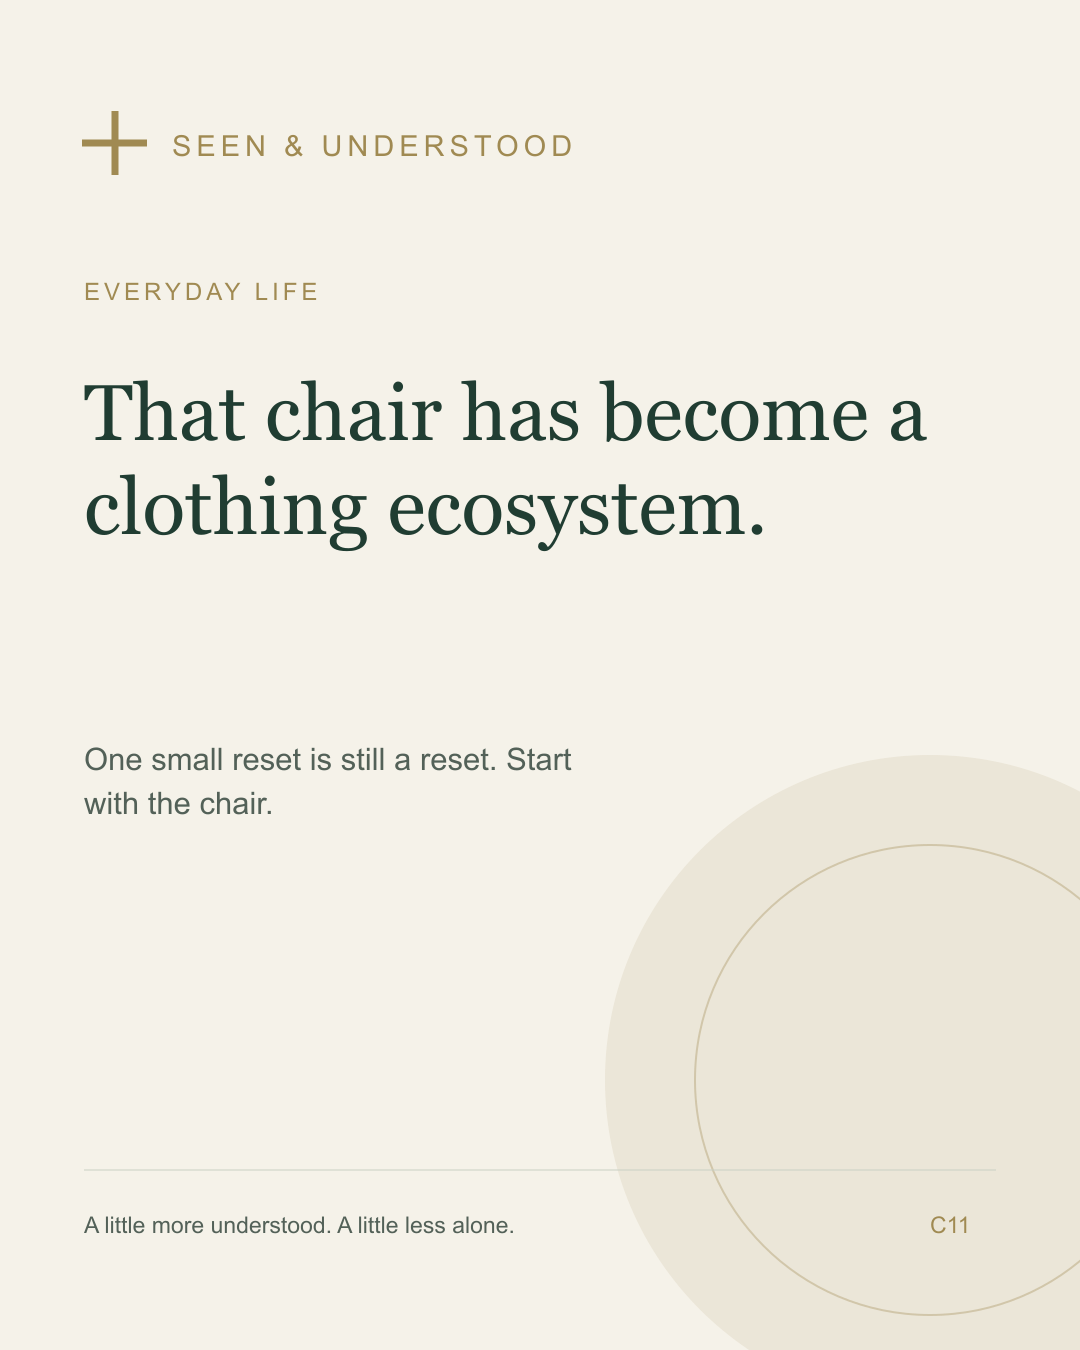 SEEN & UNDERSTOOD
EVERYDAY LIFE
That chair has become a
clothing ecosystem.
One small reset is still a reset. Start
with the chair.
A little more understood. A little less alone.
C11